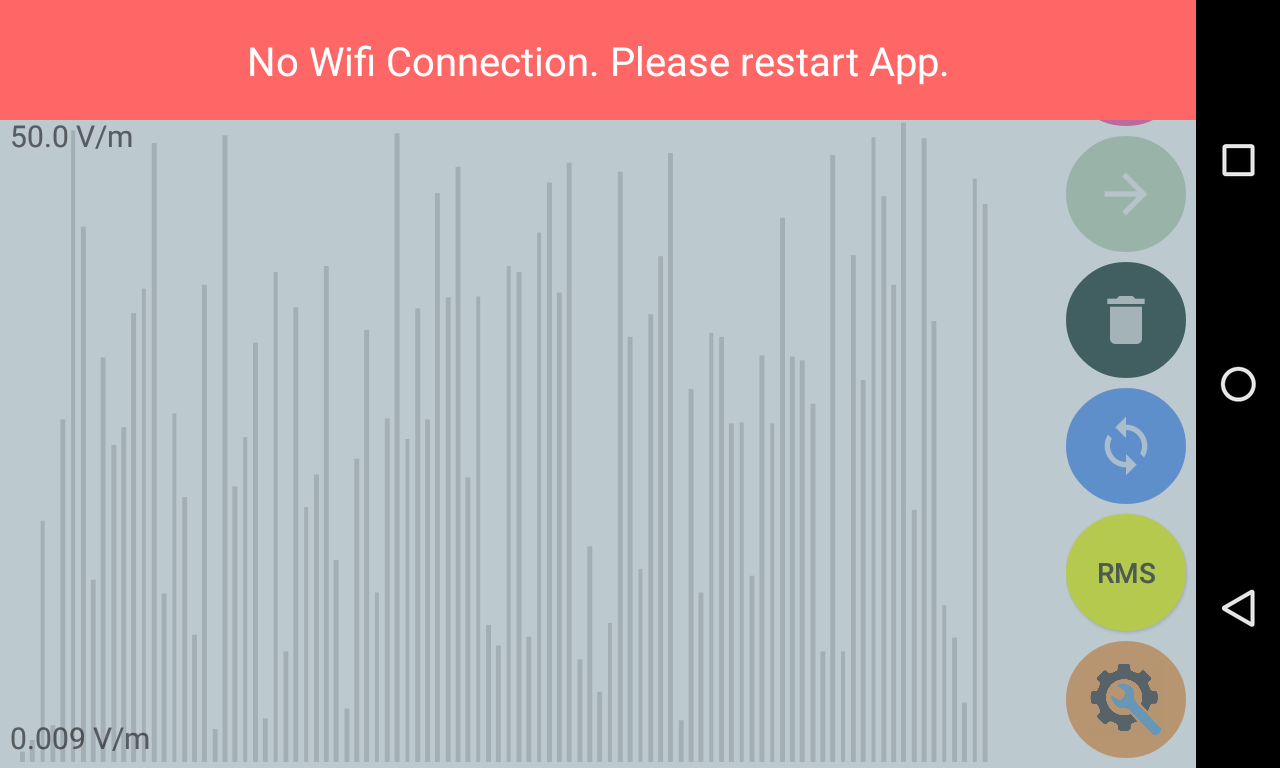 No Wifi Connection. Please restart App.
50.0 V/m
RMS
0.009 V/m